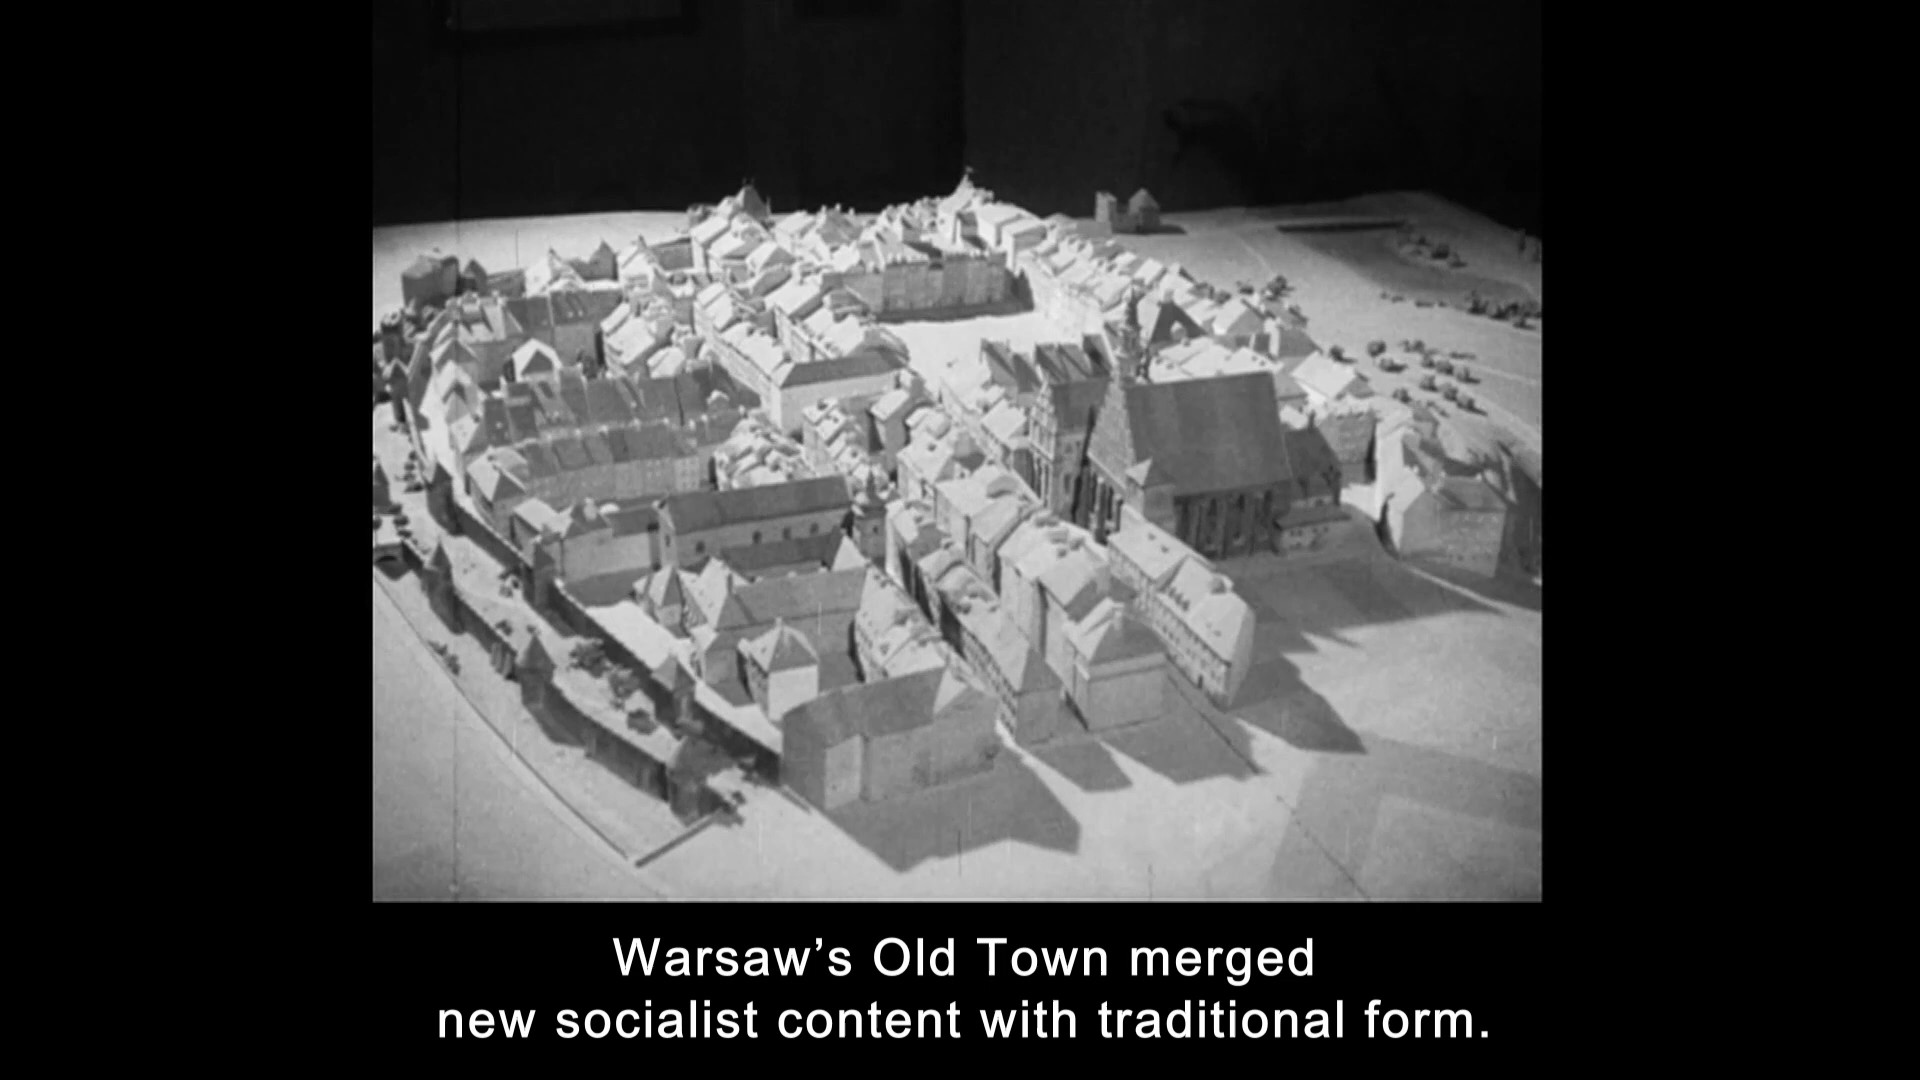 Warsaw’s Old Town merged
new socialist content with traditional form.